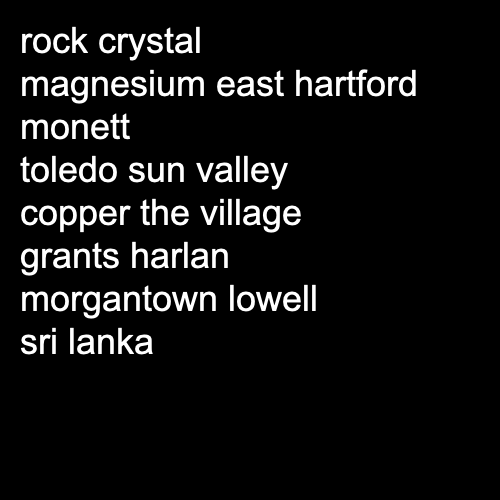 rock crystal
magnesium east hartford
monett
toledo sun valley
copper the village
grants harlan
morgantown lowell
sri lanka